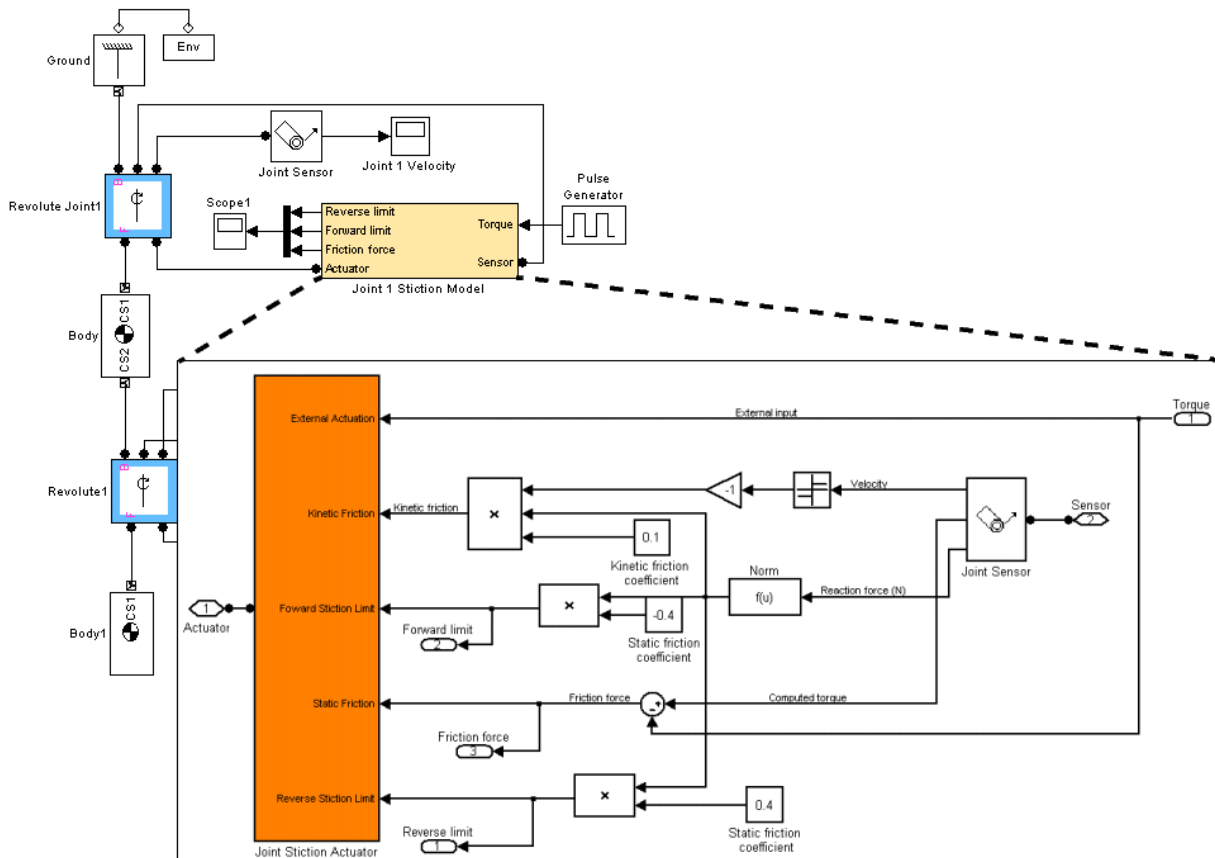 Env
Ground
Joint Sensor
Joint 1 Velocity
Pulse
Generator
B
Revolute Joint1
F
Scope1
Reverse limit
Forward limit
Friction force
Actuator
Torque
Sensor
Joint 1 Stiction Model
Body
CS1
CS2
B
Revolute1
F
Body1
CS1
External Actuation
External input
Torque
1
Kinetic Friction
Kinetic friction
×
-1
Velocity
0.1
Kinetic friction
coefficient
Sensor
2
Joint Sensor
Norm
f(u)
Reaction force (N)
1
Actuator
Foward Stiction Limit
×
-0.4
Static friction
coefficient
Forward limit
2
Static Friction
Friction force
-+
Computed torque
Friction force
3
Reverse Stiction Limit
×
0.4
Static friction
coefficient
Reverse limit
1
Joint Stiction Actuator